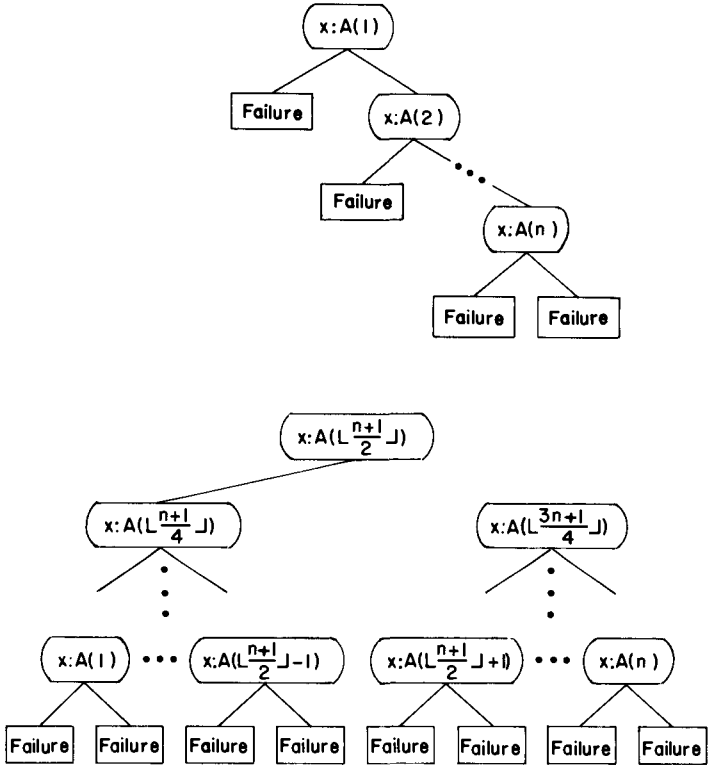 x:A(1)
Failure
x:A(2)
Failure
x:A(n)
Failure Failure
x:A(⌊(n+1)/2⌋)
x:A(⌊(n+1)/4⌋) x:A(⌊(3n+1)/4⌋)
x:A(1) ••• x:A(⌊(n+1)/2⌋-1) x:A(⌊(n+1)/2⌋+1) ••• x:A(n)
Failure Failure Failure Failure Failure Failure Failure Failure